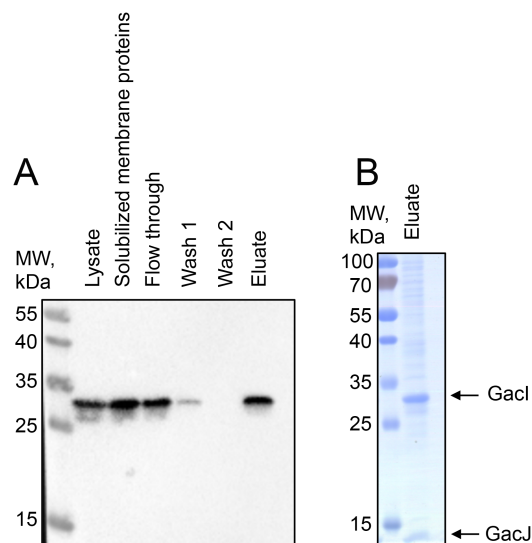 A
MW,
kDa
Lysate
Solubilized membrane proteins
Flow through
Wash 1
Wash 2
Eluate
55
40
35
25
15
B
MW,
kDa
Eluate
100
70
55
40
35
25
15
GacI
GacJ